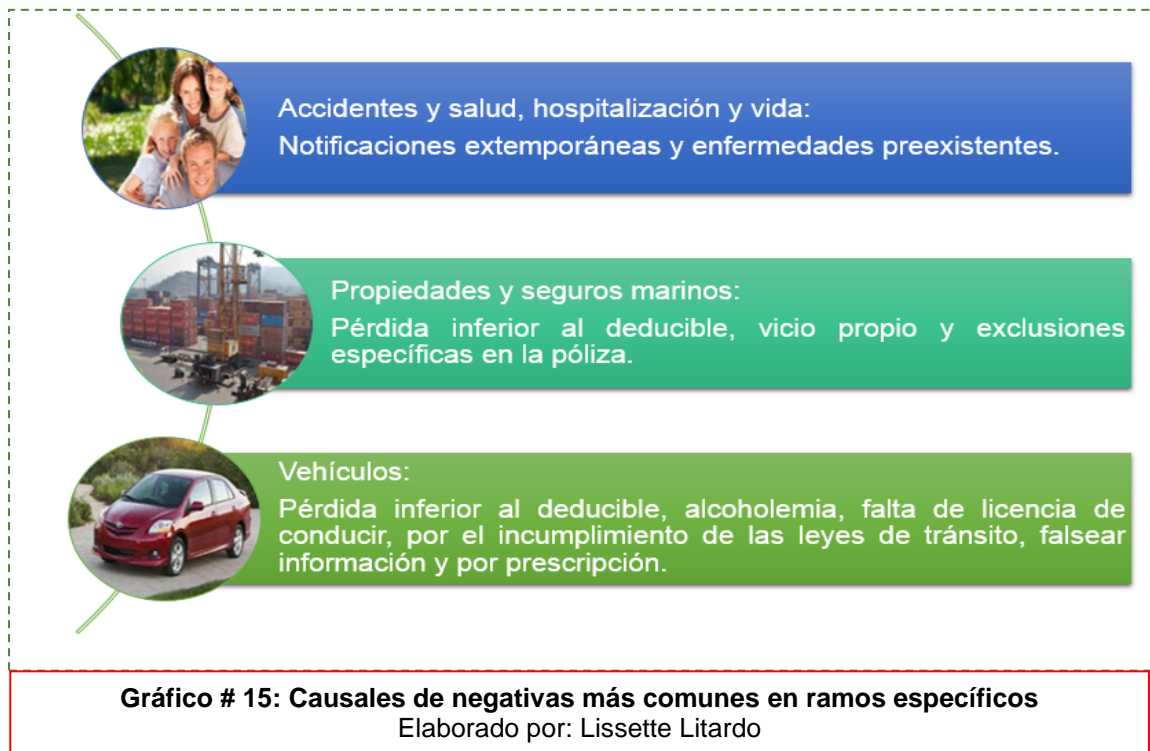 Accidentes y salud, hospitalización y vida:
Notificaciones extemporáneas y enfermedades preexistentes.
Propiedades y seguros marinos:
Pérdida inferior al deducible, vicio propio y exclusiones
específicas en la póliza.
Vehículos:
Pérdida inferior al deducible, alcoholemia, falta de licencia de
conducir, por el incumplimiento de las leyes de tránsito, falsear
información y por prescripción.
Gráfico # 15: Causales de negativas más comunes en ramos específicos
Elaborado por: Lissette Litardo